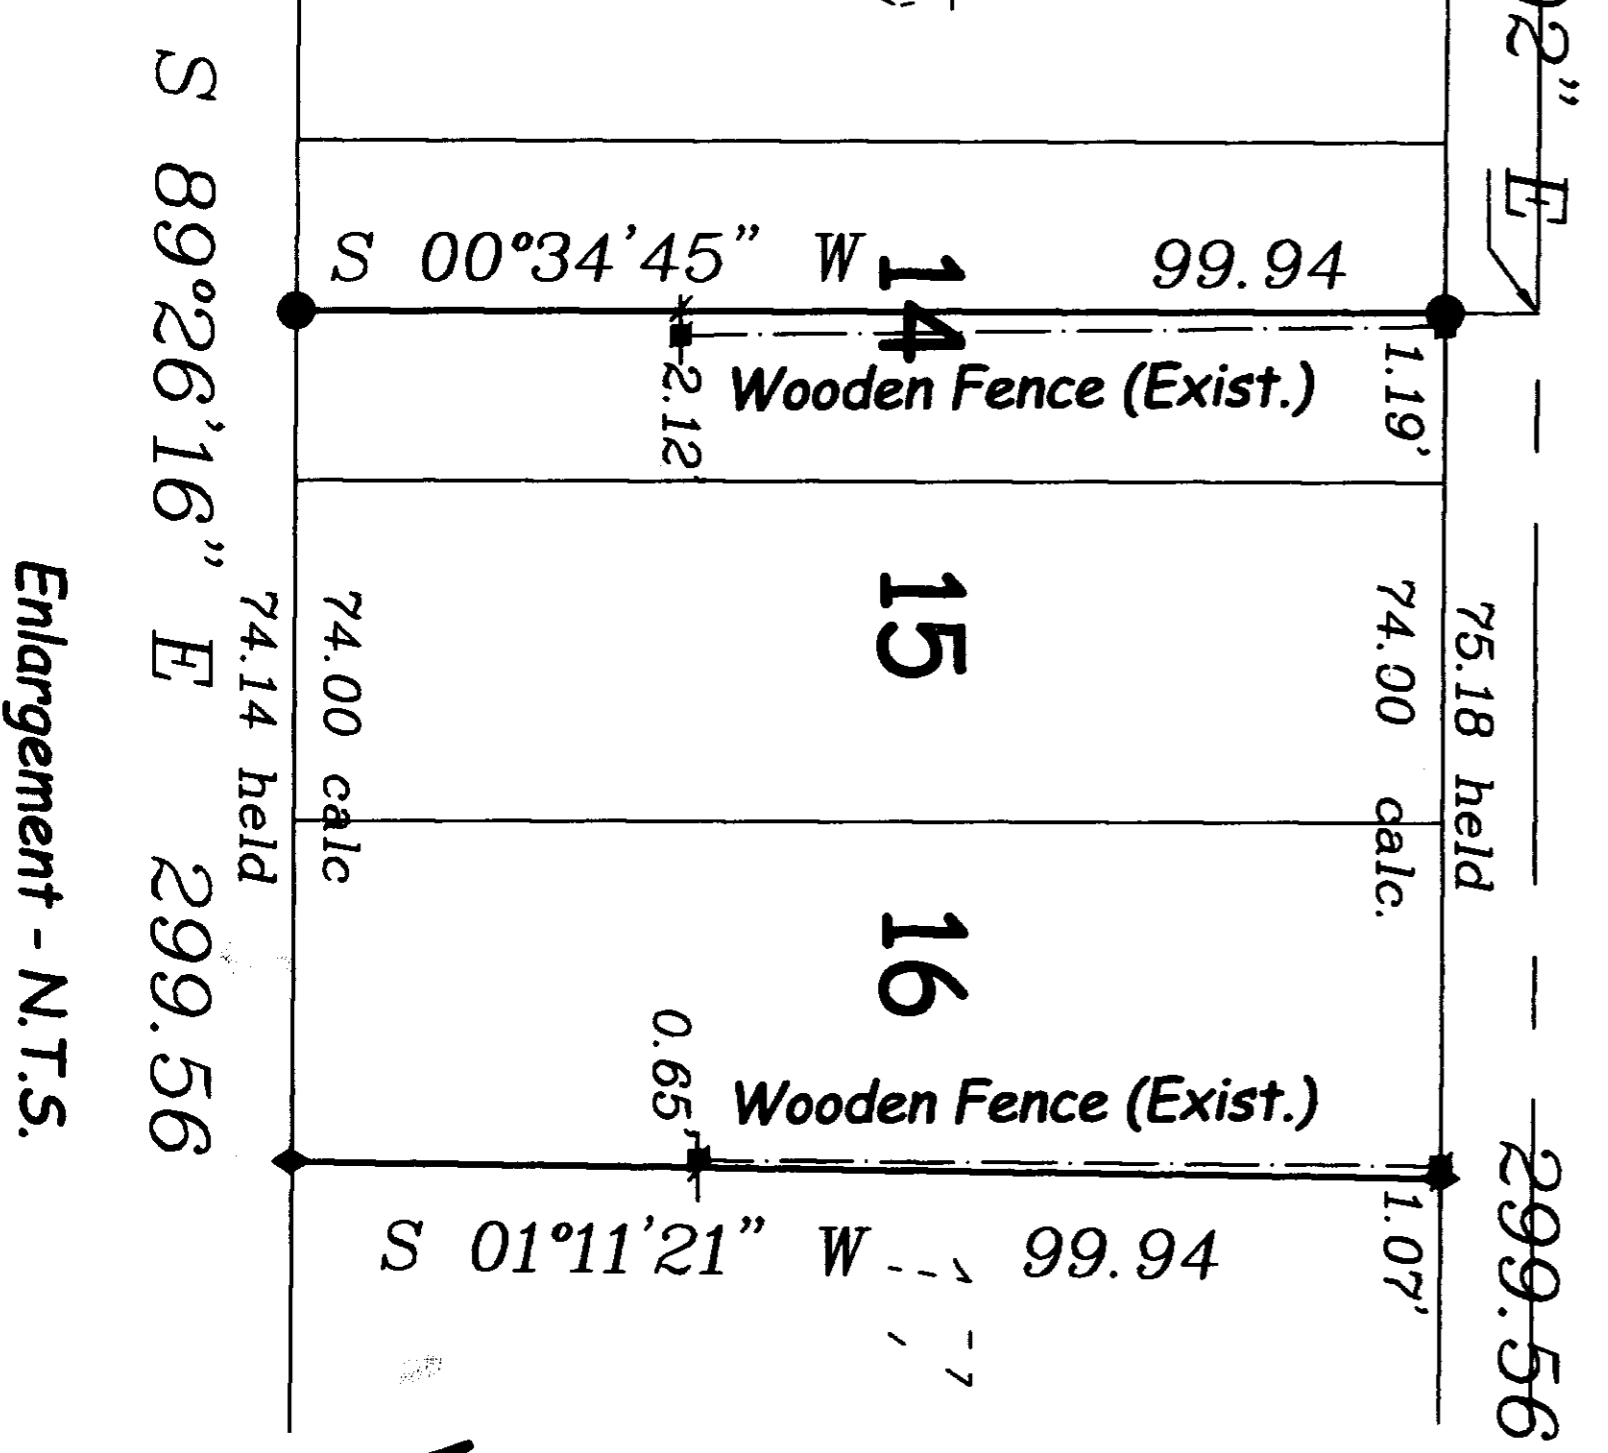 02" E
299.56
75.18 held
74.00 calc.
1.19'
1.07'
S 00°34'45" W 99.94
14
Wooden Fence (Exist.)
2.12'
15
16
0.65'
Wooden Fence (Exist.)
S 01°11'21" W 99.94
74.00 calc
74.14 held
S 89°26'16" E 299.56
Enlargement - N.T.S.